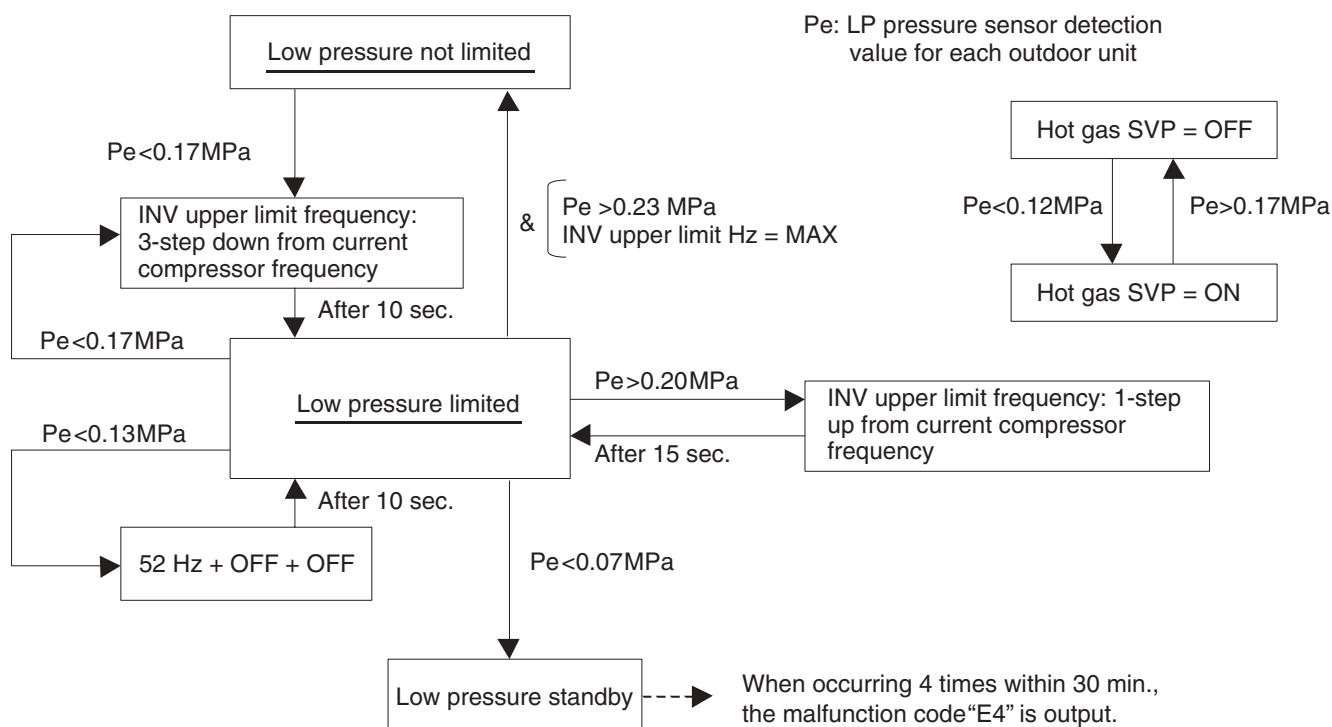 Low pressure not limited
Pe: LP pressure sensor detection
value for each outdoor unit
Pe<0.17MPa
INV upper limit frequency:
3-step down from current
compressor frequency
After 10 sec.
&
Pe >0.23 MPa
INV upper limit Hz = MAX
Hot gas SVP = OFF
Pe<0.12MPa
Pe>0.17MPa
Hot gas SVP = ON
Pe<0.17MPa
Low pressure limited
Pe>0.20MPa
After 15 sec.
INV upper limit frequency: 1-step
up from current compressor
frequency
Pe<0.13MPa
After 10 sec.
52 Hz + OFF + OFF
Pe<0.07MPa
Low pressure standby
When occurring 4 times within 30 min.,
the malfunction code“E4” is output.